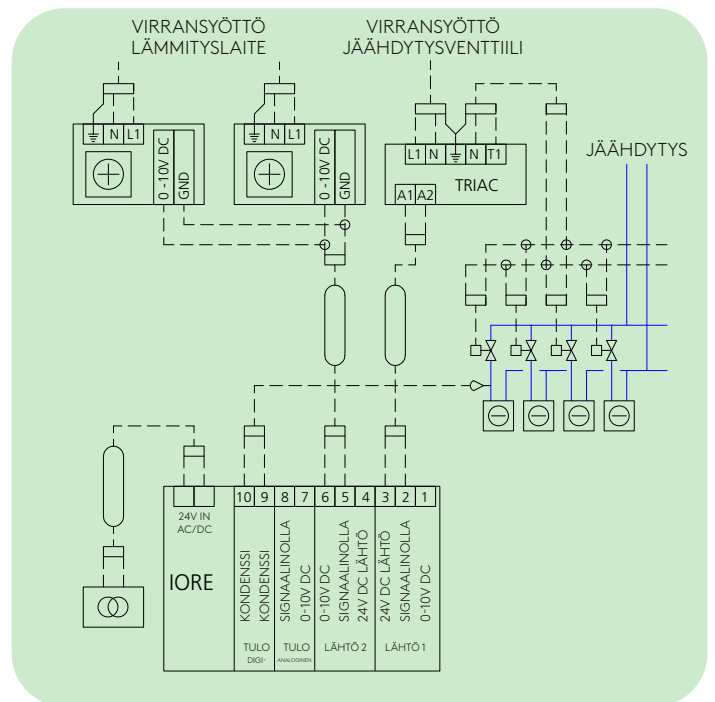 VIRRANSYÖTTÖ
LÄMMITYSLAITE
VIRRANSYÖTTÖ
JÄÄHDYTYSVENTTIILI
N L1
0 -10V DC
GND
N L1
0 -10V DC
GND
L1 N N T1
TRIAC
A1 A2
JÄÄHDYTYS
10 9 8 7 6 5 4 3 2 1
24V IN
AC/DC
IORE
KONDENSSI
KONDENSSI
SIGNAALINOLLA
0-10V DC
0-10V DC
SIGNAALINOLLA
24V DC LÄHTÖ
24V DC LÄHTÖ
SIGNAALINOLLA
0-10V DC
TULO
DIGI-
TULO
ANALOGINEN
LÄHTÖ 2
LÄHTÖ 1